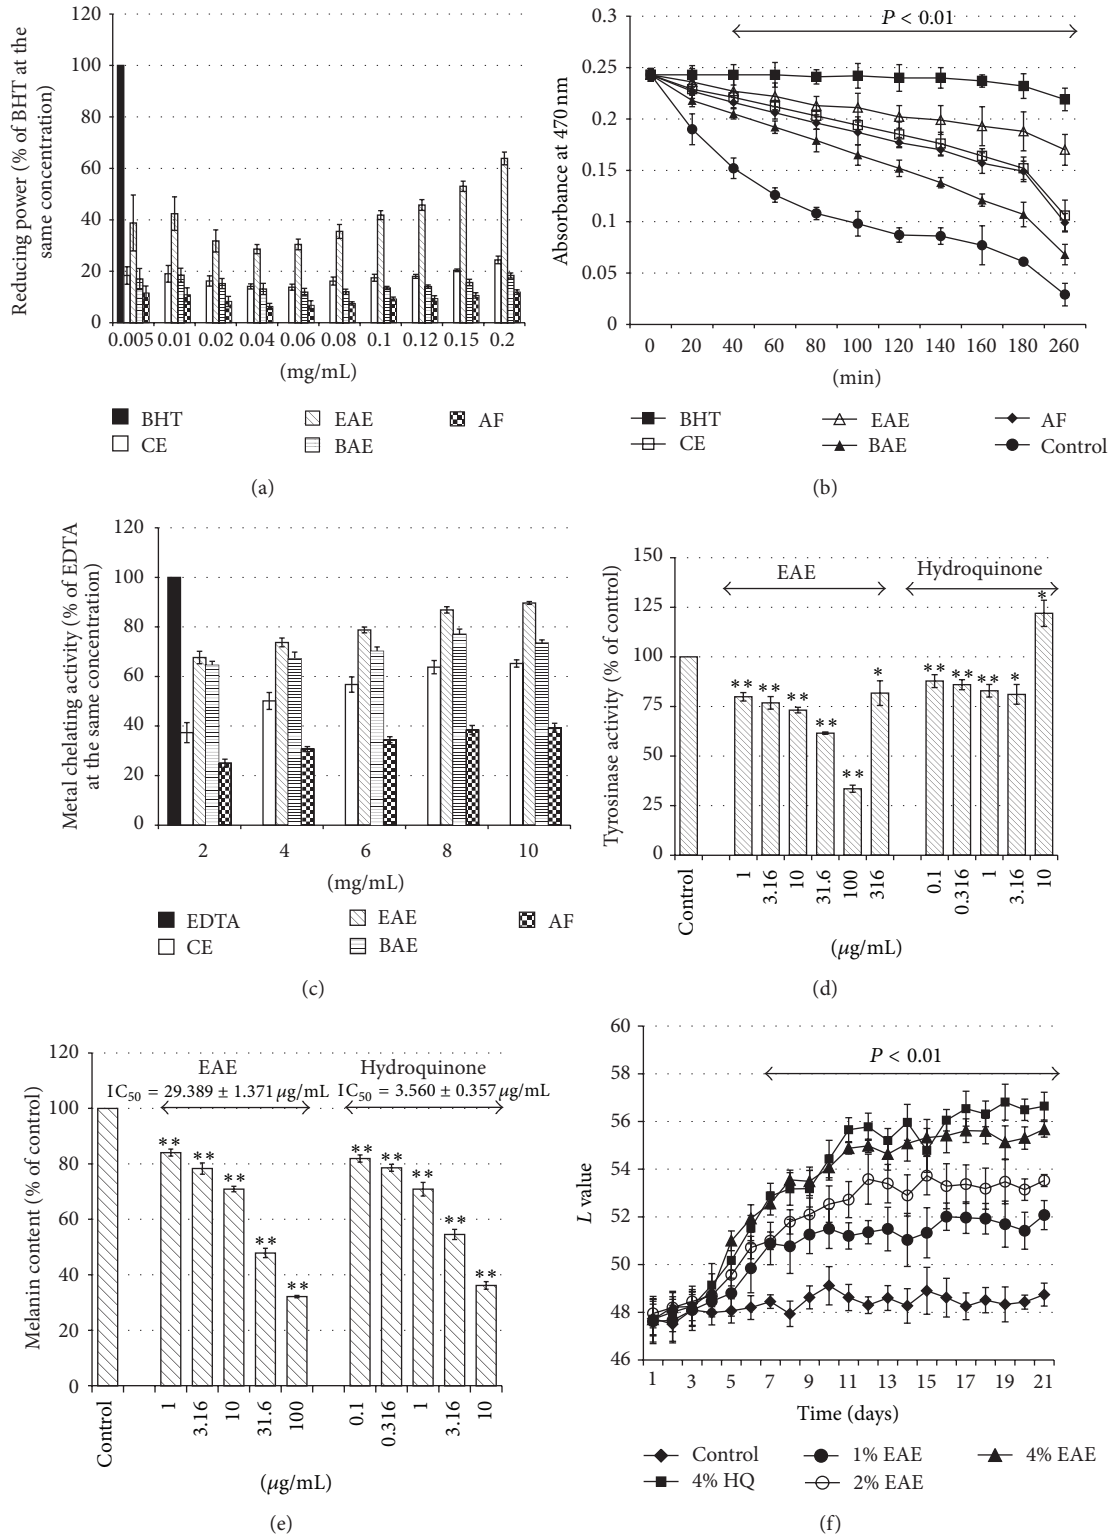 120
100
80
60
40
20
0
Reducing power (% of BHT at the
same concentration)
0.005 0.01 0.02 0.04 0.06 0.08 0.1 0.12 0.15 0.2
(mg/mL)
BHT
EAE
AF
CE
BAE
(a)
0.3
0.25
0.2
0.15
0.1
0.05
0
Absorbance at 470 nm
P < 0.01
0 20 40 60 80 100 120 140 160 180 260
(min)
BHT
EAE
AF
CE
BAE
Control
(b)
120
100
80
60
40
20
0
Metal chelating activity (% of EDTA
at the same concentration)
2 4 6 8 10
(mg/mL)
EDTA
EAE
AF
CE
BAE
(c)
150
125
100
75
50
25
0
Tyrosinase activity (% of control)
EAE
Hydroquinone
** ** ** ** ** *
** ** ** * *
Control 1 3.16 10 31.6 100 316 0.1 0.316 1 3.16 10
(μg/mL)
(d)
120
100
80
60
40
20
0
Melanin content (% of control)
EAE
IC50 = 29.389 ± 1.371 μg/mL
Hydroquinone
IC50 = 3.560 ± 0.357 μg/mL
** ** ** ** **
** ** ** ** **
Control 1 3.16 10 31.6 100 0.1 0.316 1 3.16 10
(μg/mL)
(e)
60
58
56
54
52
50
48
46
L value
P < 0.01
1 3 5 7 9 11 13 15 17 19 21
Time (days)
Control
1% EAE
4% EAE
4% HQ
2% EAE
(f)